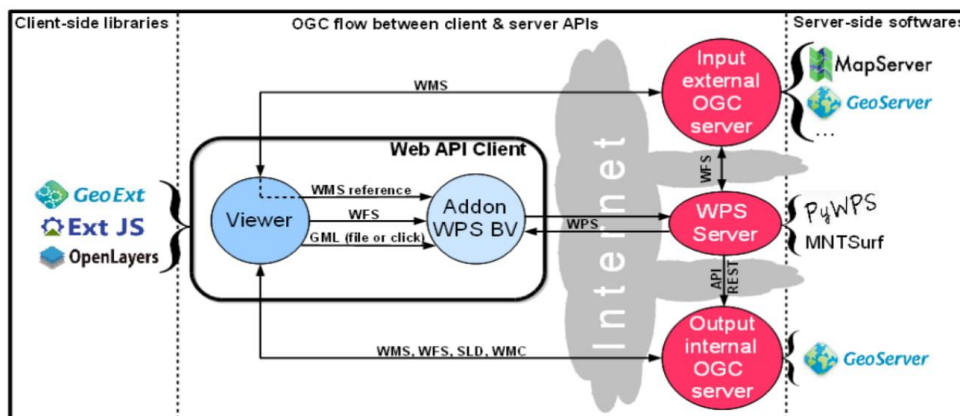 Client-side libraries
OGC flow between client & server APIs
Server-side softwares
Input
external
OGC
server
MapServer
GeoServer
...
WMS
Web API Client
WFS
GeoExt
Ext JS
OpenLayers
Viewer
WMS reference
WFS
GML (file or click)
Addon
WPS BV
WPS
Internet
WPS
Server
PyWPS
MNTSurf
API
REST
WMS, WFS, SLD, WMC
Output
internal
OGC
server
GeoServer